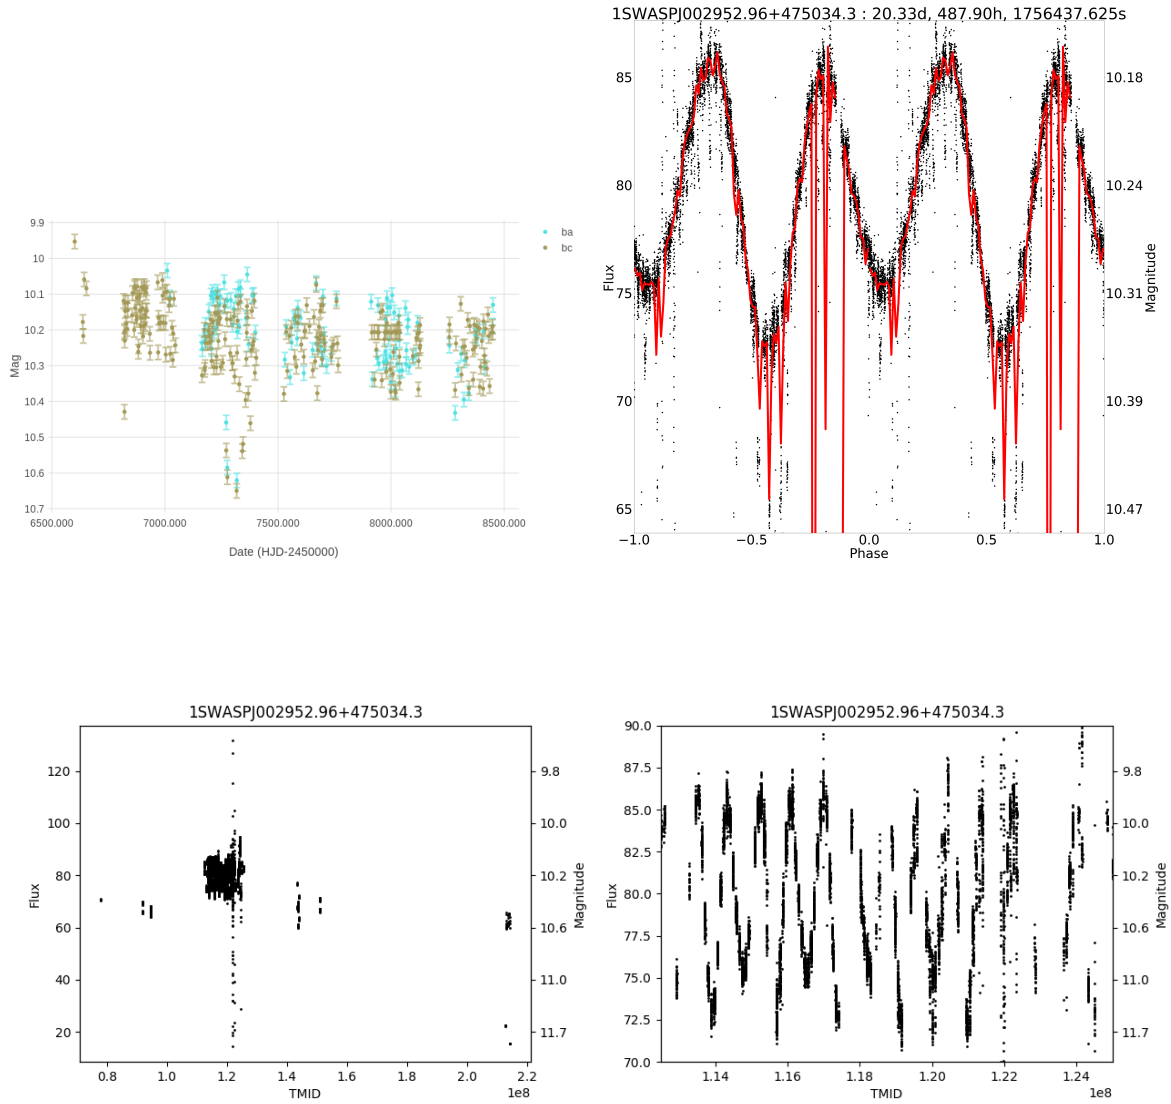 1SWASPJ002952.96+475034.3 : 20.33d, 487.90h, 1756437.625s
85
80
75
70
65
Flux
10.18
10.24
10.31
10.39
10.47
Magnitude
−1.0 −0.5 0.0 0.5 1.0
Phase
9.9
10
10.1
10.2
10.3
10.4
10.5
10.6
10.7
Mag
ba
bc
6500.000 7000.000 7500.000 8000.000 8500.000
Date (HJD-2450000)
1SWASPJ002952.96+475034.3
120
100
80
60
40
20
Flux
9.8
10.0
10.2
10.6
11.0
11.7
Magnitude
0.8 1.0 1.2 1.4 1.6 1.8 2.0 2.2
1e8
TMID
1SWASPJ002952.96+475034.3
90.0
87.5
85.0
82.5
80.0
77.5
75.0
72.5
70.0
Flux
9.8
10.0
10.2
10.6
11.0
11.7
Magnitude
1.14 1.16 1.18 1.20 1.22 1.24
1e8
TMID